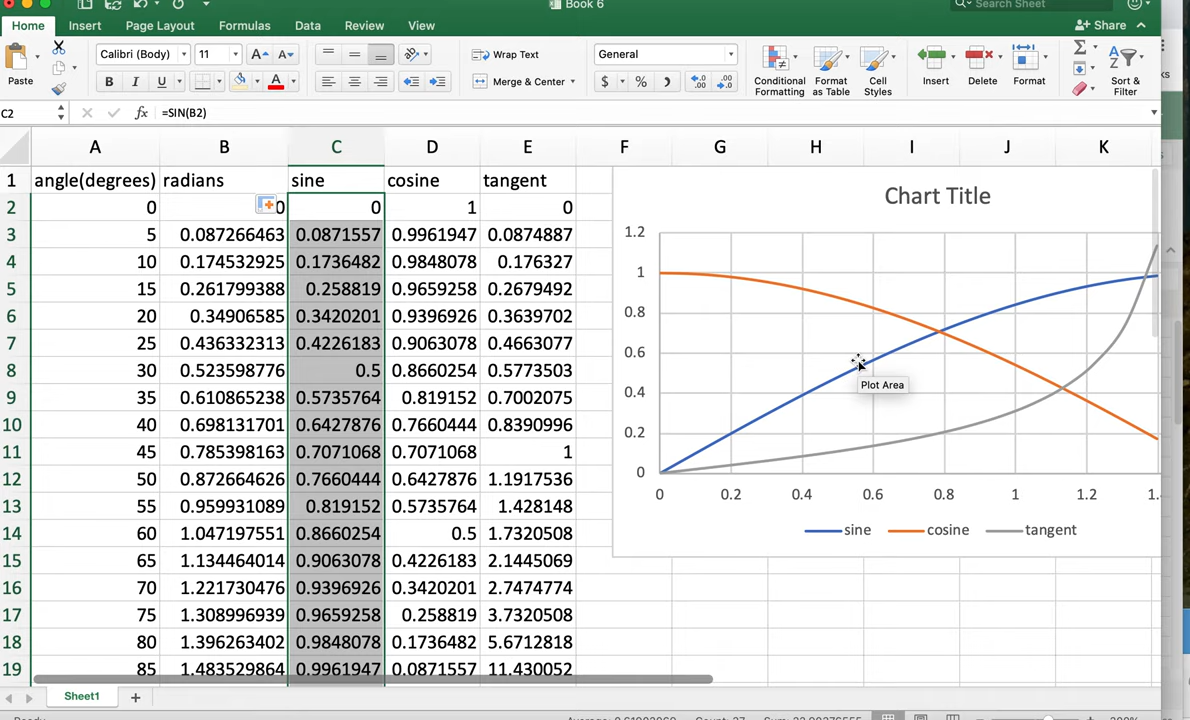 Book 6
Search Sheet
Home Insert Page Layout Formulas Data Review View
Share
Paste
Calibri (Body) 11
A A
B I U A
ab
Wrap Text
Merge & Center
General
$ % )
.0 .00
.00 .0
Conditional Formatting
Format as Table
Cell Styles
Insert
Delete
Format
Sort & Filter
C2 fx =SIN(B2)
A B C D E F G H I J K
1 angle(degrees) radians sine cosine tangent
2 0 0 0 1 0
3 5 0.087266463 0.0871557 0.9961947 0.0874887
4 10 0.174532925 0.1736482 0.9848078 0.176327
5 15 0.261799388 0.258819 0.9659258 0.2679492
6 20 0.34906585 0.3420201 0.9396926 0.3639702
7 25 0.436332313 0.4226183 0.9063078 0.4663077
8 30 0.523598776 0.5 0.8660254 0.5773503
9 35 0.610865238 0.5735764 0.819152 0.7002075
10 40 0.698131701 0.6427876 0.7660444 0.8390996
11 45 0.785398163 0.7071068 0.7071068 1
12 50 0.872664626 0.7660444 0.6427876 1.1917536
13 55 0.959931089 0.819152 0.5735764 1.428148
14 60 1.047197551 0.8660254 0.5 1.7320508
15 65 1.134464014 0.9063078 0.4226183 2.1445069
16 70 1.221730476 0.9396926 0.3420201 2.7474774
17 75 1.308996939 0.9659258 0.258819 3.7320508
18 80 1.396263402 0.9848078 0.1736482 5.6712818
19 85 1.483529864 0.9961947 0.0871557 11.430052
Chart Title
1.2
1
0.8
0.6
0.4
0.2
0
0 0.2 0.4 0.6 0.8 1 1.2 1.
Plot Area
sine cosine tangent
Sheet1